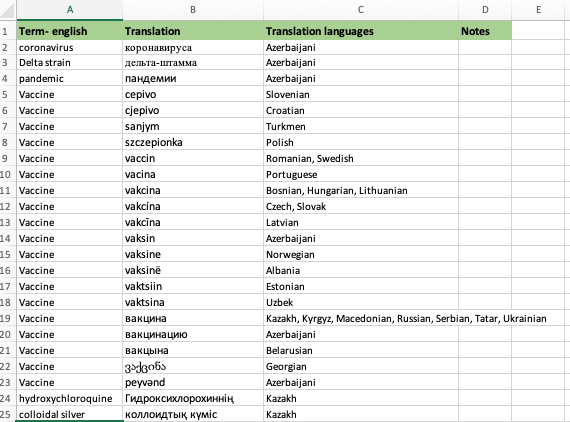 A B C D E
1 Term- english Translation Translation languages Notes
2 coronavirus коронавируса Azerbaijani
3 Delta strain дельта-штамма Azerbaijani
4 pandemic пандемии Azerbaijani
5 Vaccine cepivo Slovenian
6 Vaccine cjepivo Croatian
7 Vaccine sanjym Turkmen
8 Vaccine szczepionka Polish
9 Vaccine vaccin Romanian, Swedish
10 Vaccine vacina Portuguese
11 Vaccine vakcina Bosnian, Hungarian, Lithuanian
12 Vaccine vakcína Czech, Slovak
13 Vaccine vakcīna Latvian
14 Vaccine vaksin Azerbaijani
15 Vaccine vaksine Norwegian
16 Vaccine vaksinë Albania
17 Vaccine vaktsiin Estonian
18 Vaccine vaktsina Uzbek
19 Vaccine вакцина Kazakh, Kyrgyz, Macedonian, Russian, Serbian, Tatar, Ukrainian
20 Vaccine вакцинацию Azerbaijani
21 Vaccine вакцына Belarusian
22 Vaccine ვაქცინა Georgian
23 Vaccine peyvənd Azerbaijani
24 hydroxychloroquine Гидроксихлорохиннің Kazakh
25 colloidal silver коллоидтық күміс Kazakh